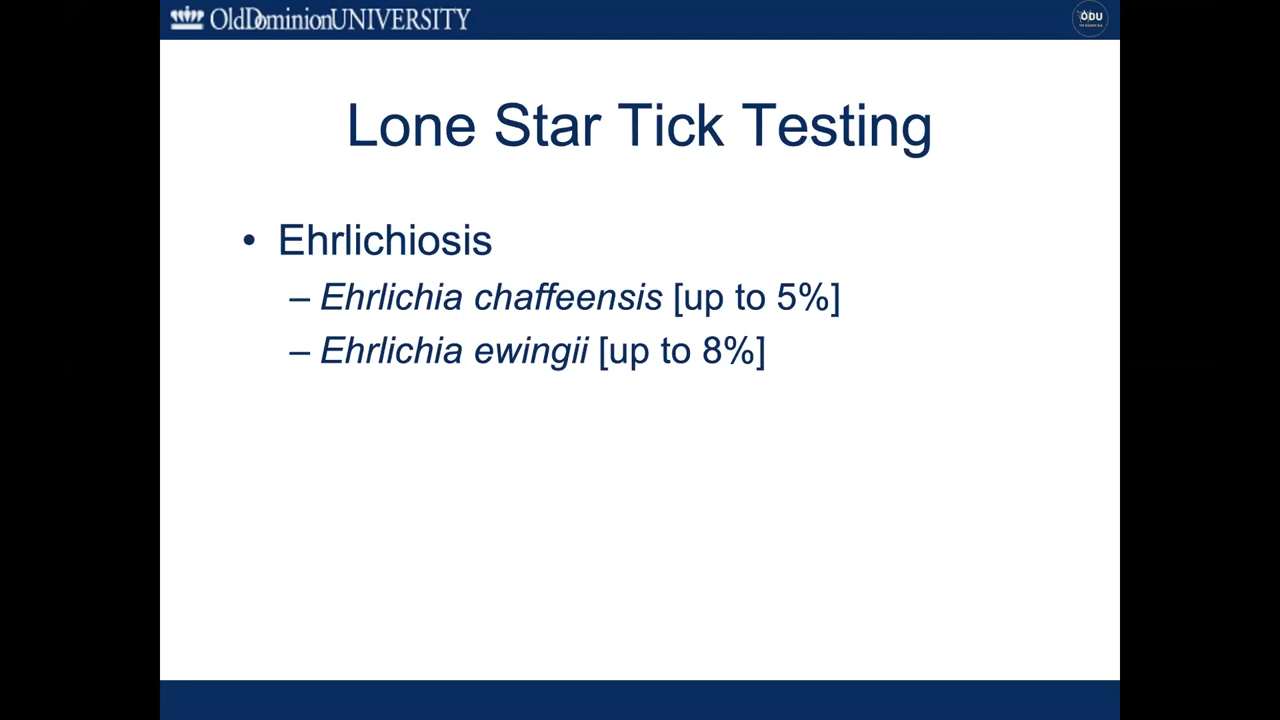 OldDominionUNIVERSITY
ODU
Lone Star Tick Testing
• Ehrlichiosis
– Ehrlichia chaffeensis [up to 5%]
– Ehrlichia ewingii [up to 8%]